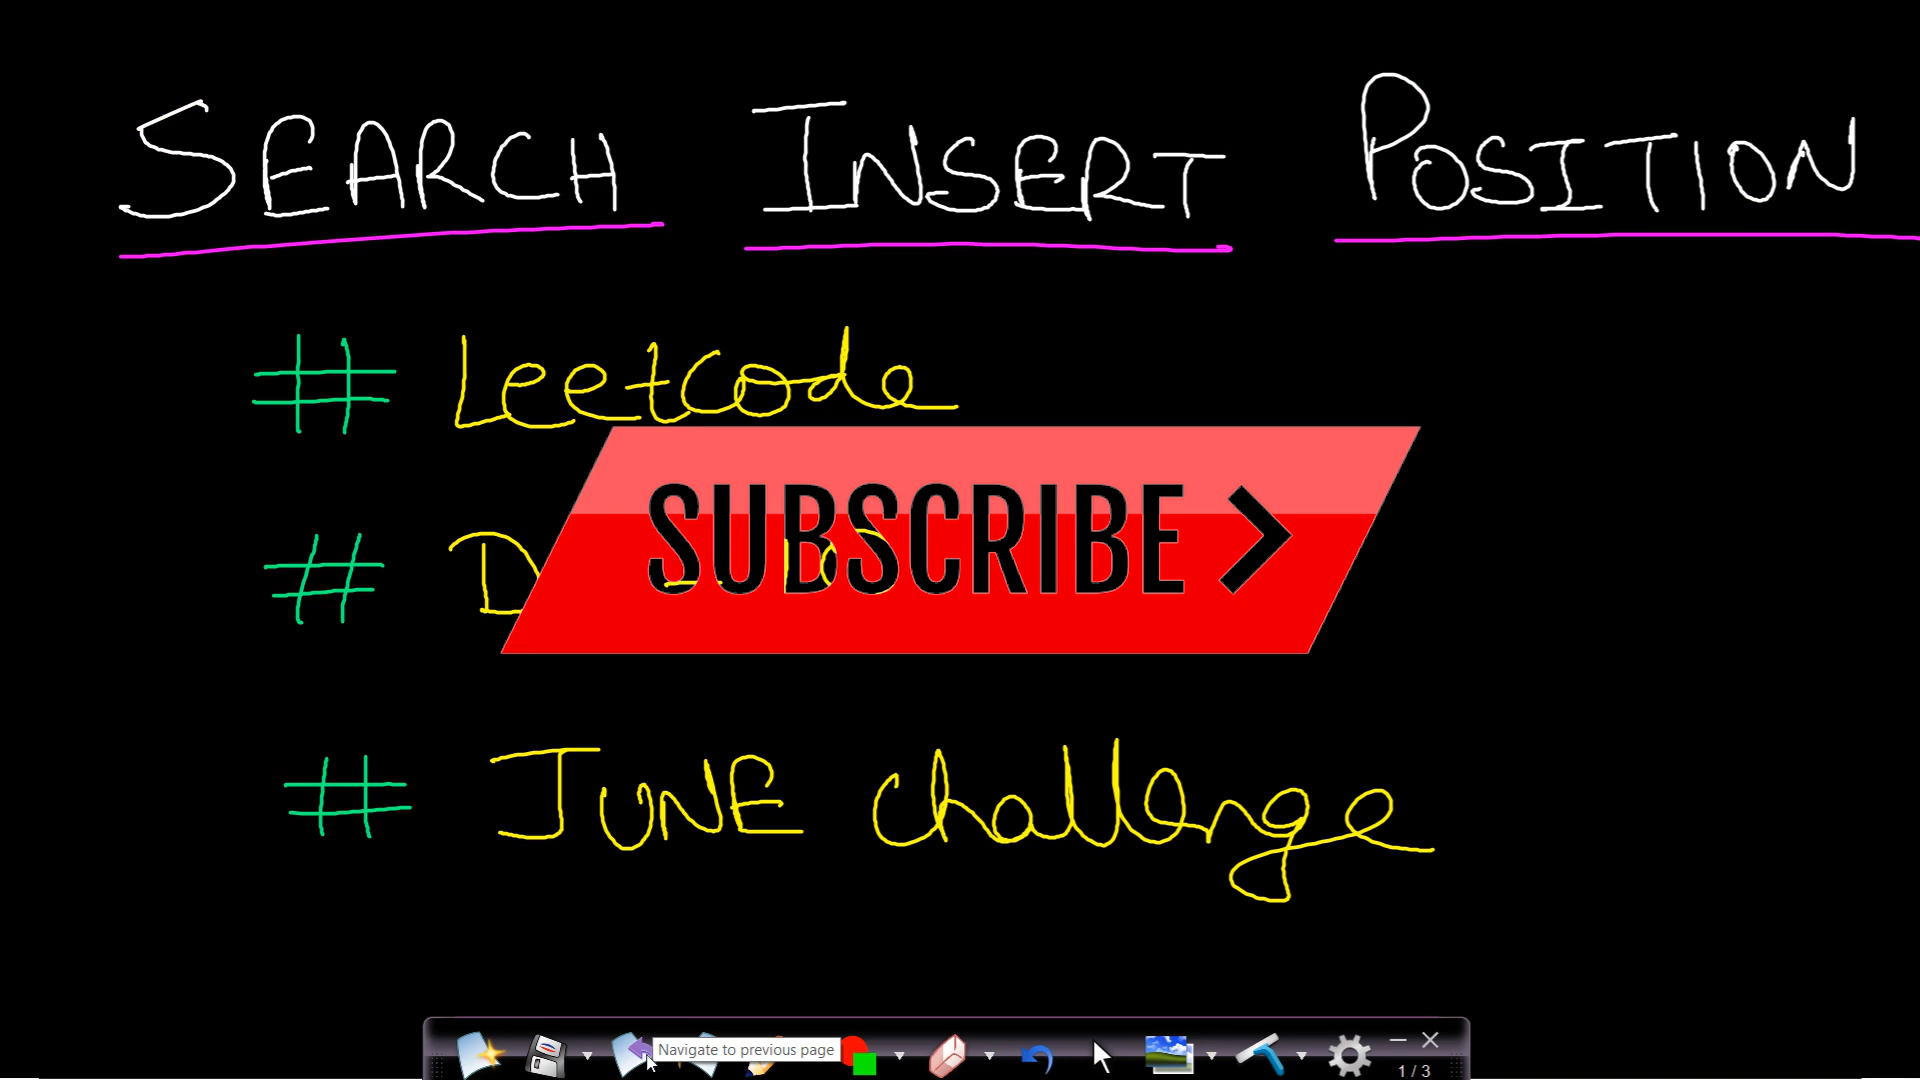 SEARCH INSERT POSITION
# Leetcode
SUBSCRIBE >
#
# JUNE challenge
Navigate to previous page
1 / 3